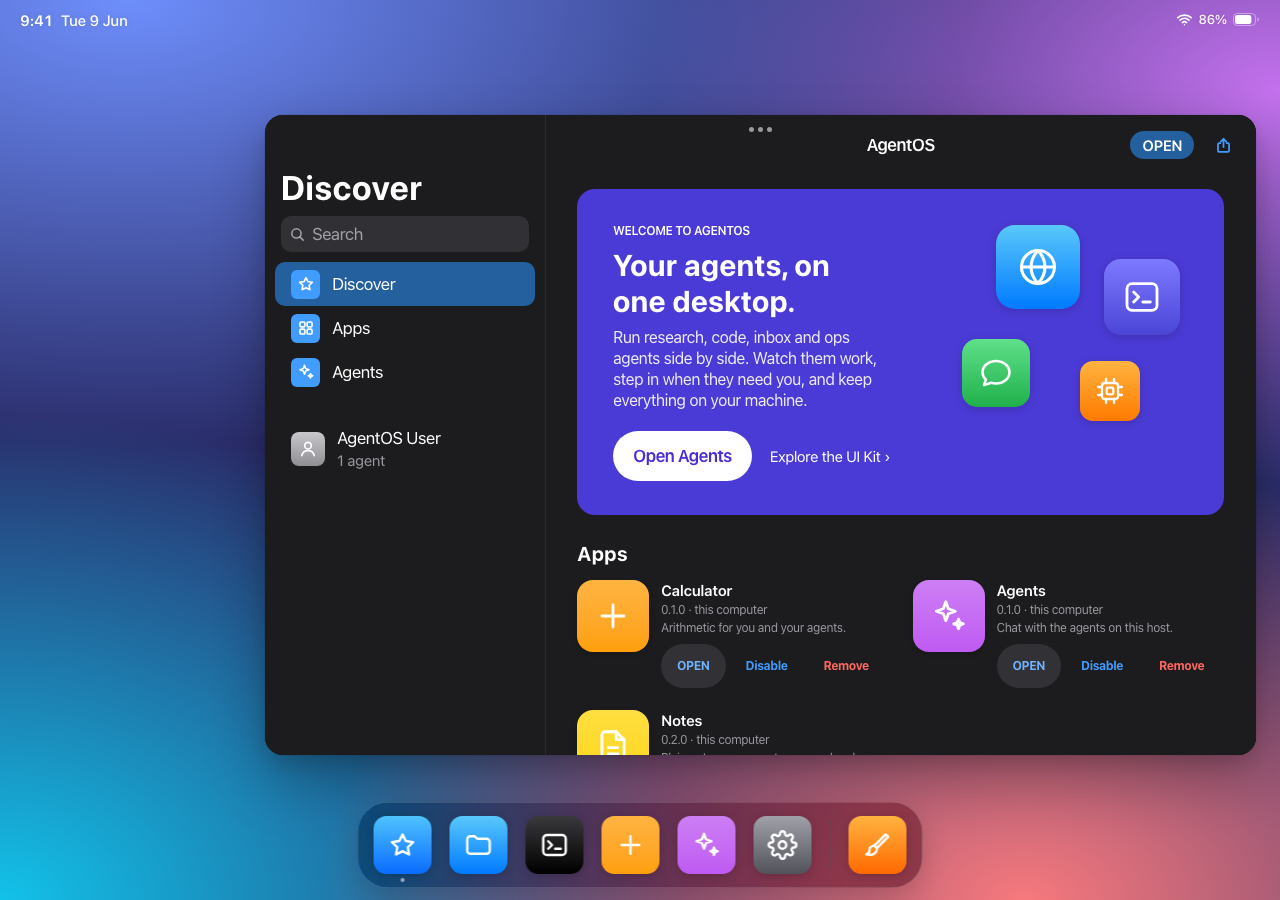 9:41 Tue 9 Jun
86%
AgentOS
OPEN
Discover
Search
Discover
Apps
Agents
AgentOS User
1 agent
WELCOME TO AGENTOS
Your agents, on
one desktop.
Run research, code, inbox and ops
agents side by side. Watch them work,
step in when they need you, and keep
everything on your machine.
Open Agents
Explore the UI Kit ›
Apps
Calculator
0.1.0 · this computer
Arithmetic for you and your agents.
OPEN Disable Remove
Agents
0.1.0 · this computer
Chat with the agents on this host.
OPEN Disable Remove
Notes
0.2.0 · this computer